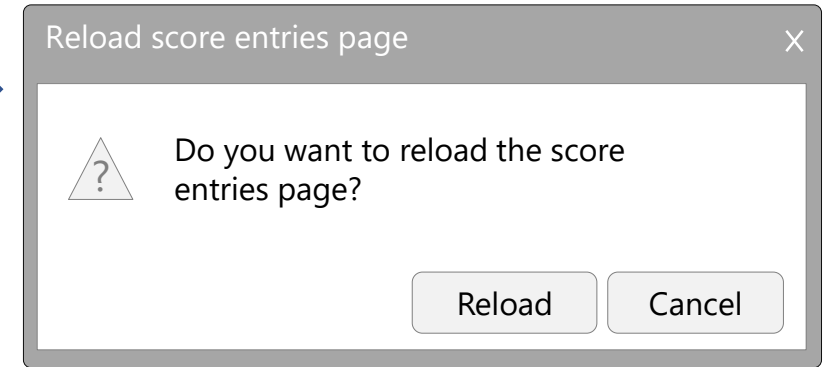 Reload score entries page
X
?
Do you want to reload the score
entries page?
Reload
Cancel